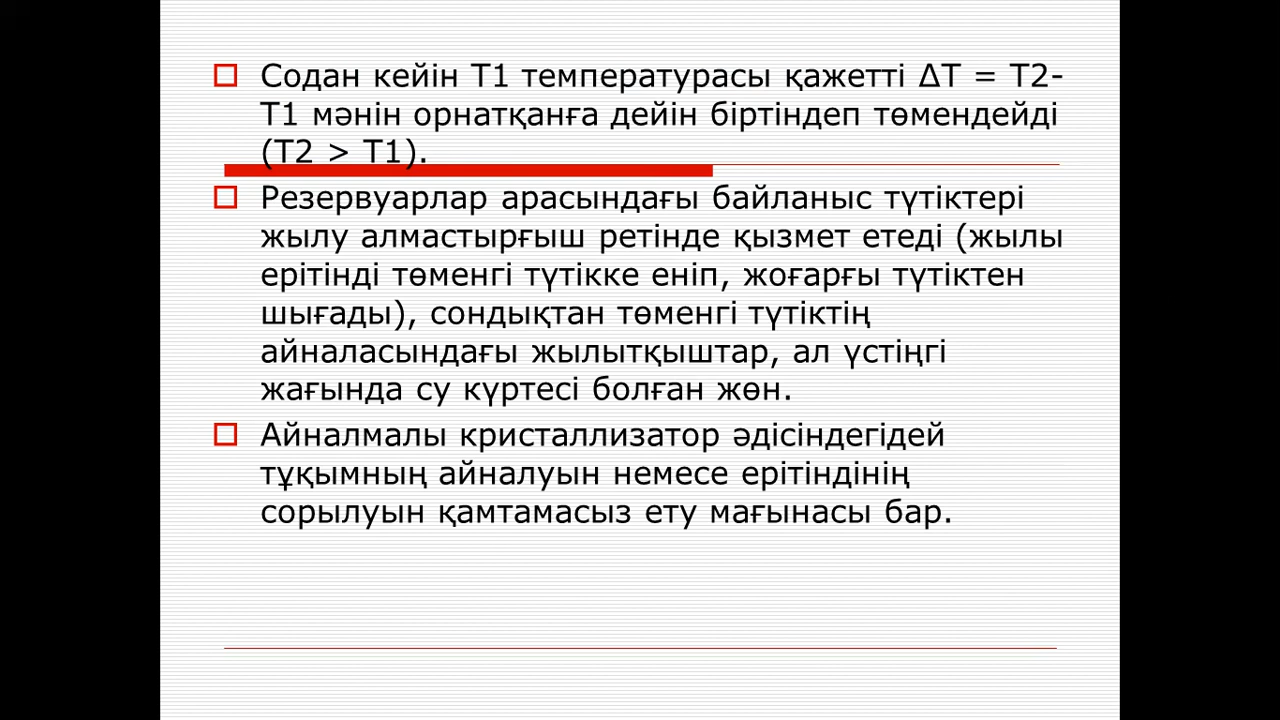 Содан кейін Т1 температурасы қажетті ΔТ = Т2-
Т1 мәнін орнатқанға дейін біртіндеп төмендейді
(Т2 > Т1).
Резервуарлар арасындағы байланыс түтіктері
жылу алмастырғыш ретінде қызмет етеді (жылы
ерітінді төменгі түтікке еніп, жоғарғы түтіктен
шығады), сондықтан төменгі түтіктің
айналасындағы жылытқыштар, ал үстіңгі
жағында су күртесі болған жөн.
Айналмалы кристаллизатор әдісіндегідей
тұқымның айналуын немесе ерітіндінің
сорылуын қамтамасыз ету мағынасы бар.